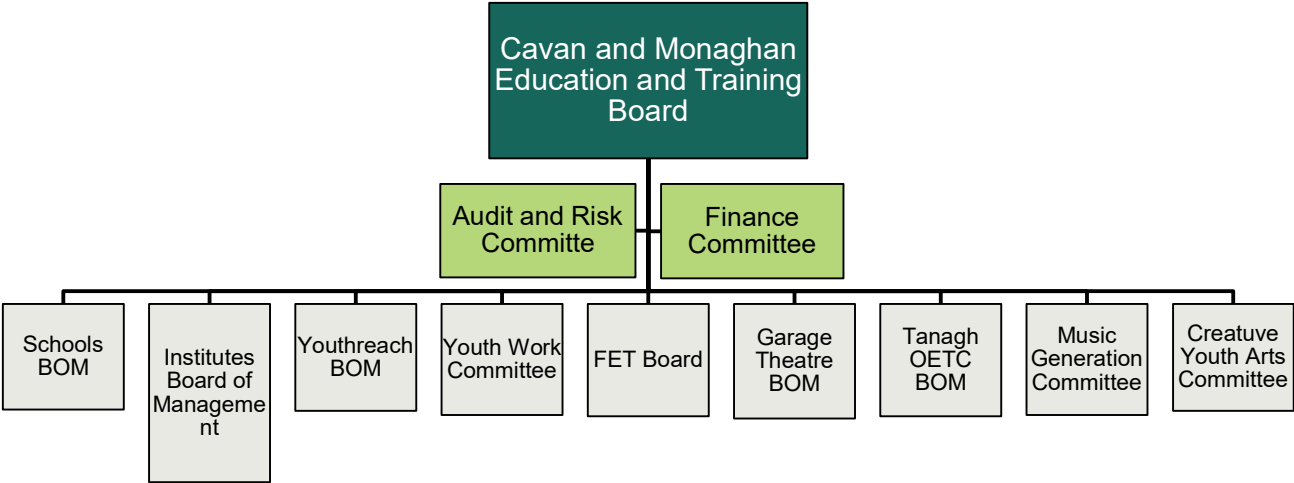 Cavan and Monaghan
Education and Training
Board
Audit and Risk
Committe
Finance
Committee
Schools
BOM
Institutes
Board of
Manageme
nt
Youthreach
BOM
Youth Work
Committee
FET Board
Garage
Theatre
BOM
Tanagh
OETC
BOM
Music
Generation
Committee
Creatuve
Youth Arts
Committee